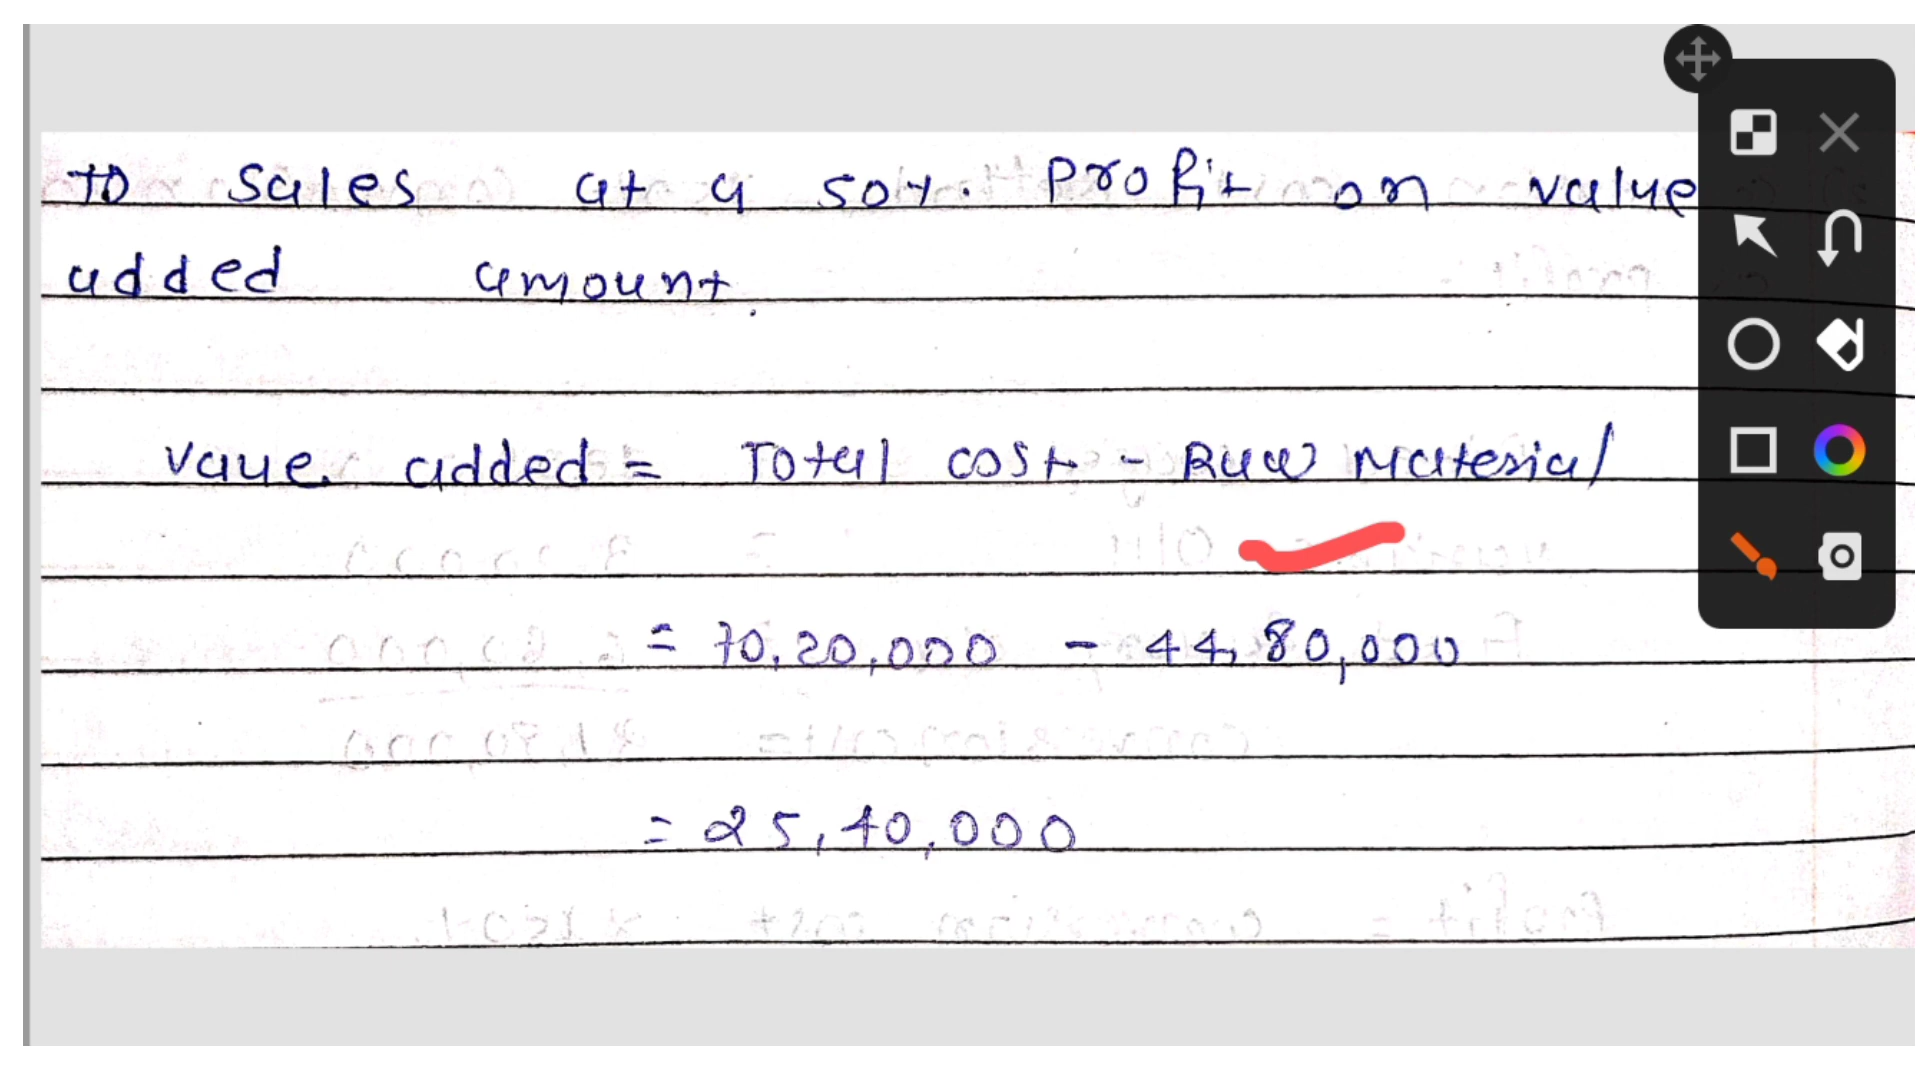 to sales at a 50%. Profit on value
added amount.
Vaue added = Total cost - Raw Material
= 70,20,000 - 44,80,000
= 25,40,000